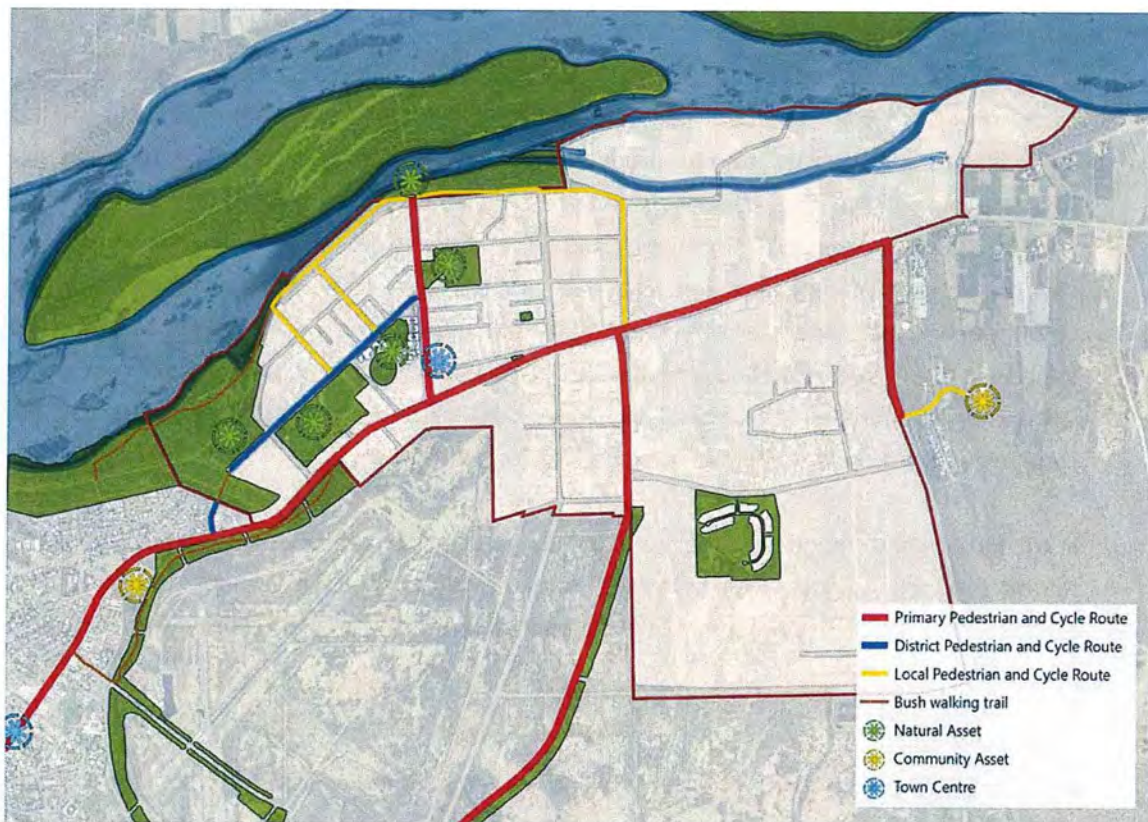 Primary Pedestrian and Cycle Route
District Pedestrian and Cycle Route
Local Pedestrian and Cycle Route
Bush walking trail
Natural Asset
Community Asset
Town Centre